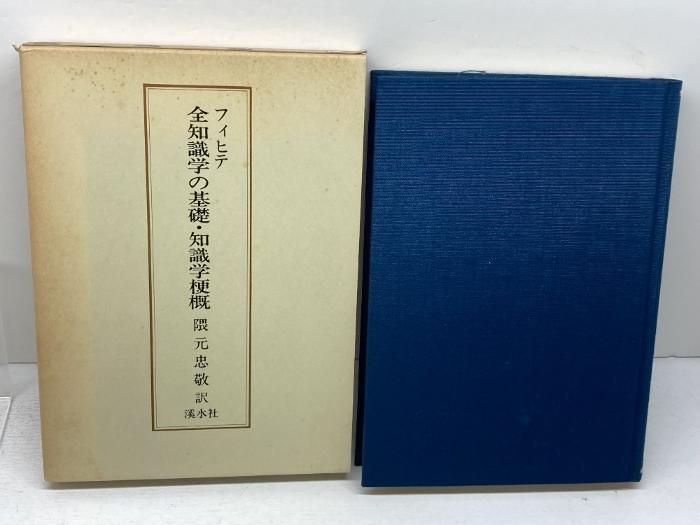 フィヒテ
全知識学の基礎・知識学梗概
隈元忠敬訳
溪水社